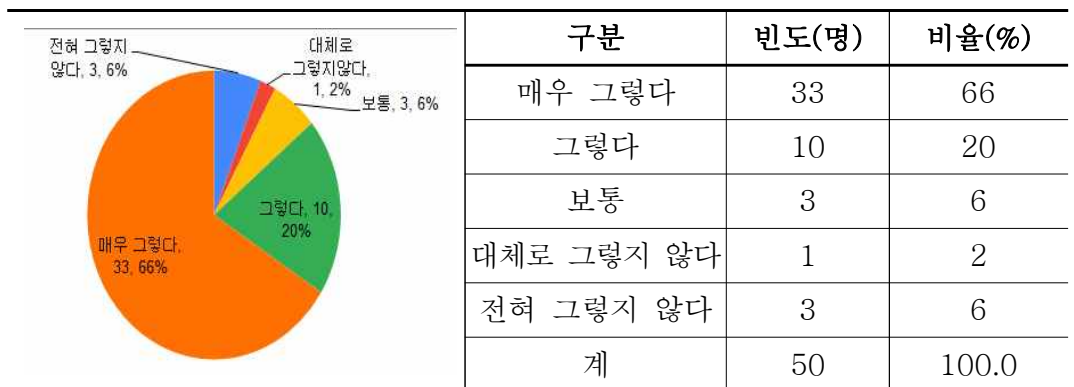 전혀 그렇지
않다, 3, 6%
대체로
그렇지않다,
1, 2%
보통, 3, 6%
그렇다, 10,
20%
매우 그렇다,
33, 66%
구분 빈도(명) 비율(%)
매우 그렇다 33 66
그렇다 10 20
보통 3 6
대체로 그렇지 않다 1 2
전혀 그렇지 않다 3 6
계 50 100.0